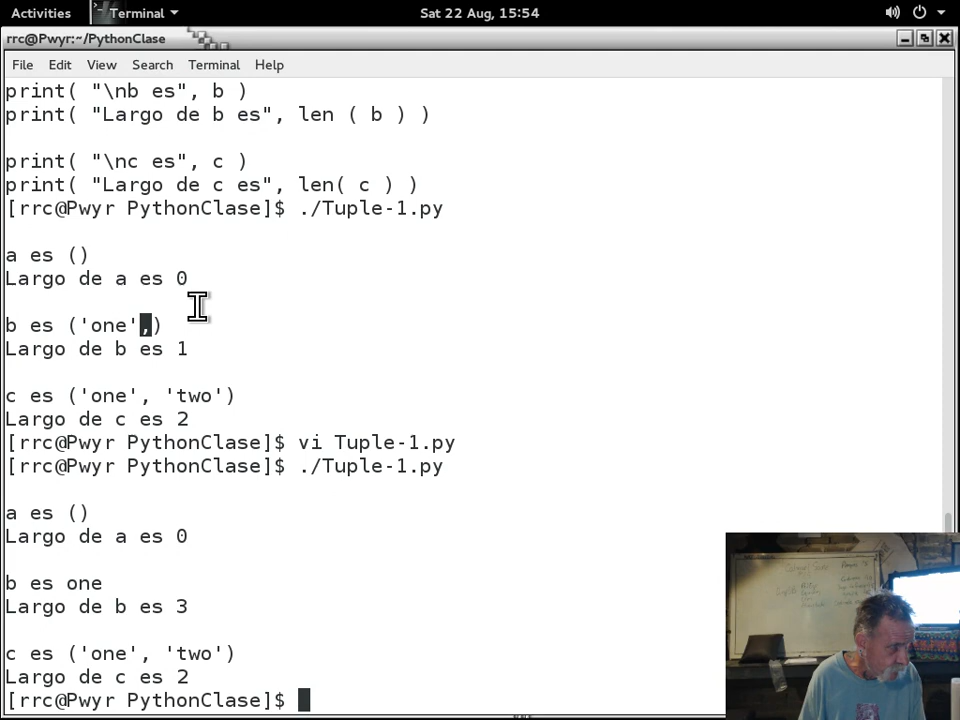 Activities
Terminal
Sat 22 Aug, 15:54
rrc@Pwyr:~/PythonClase
File Edit View Search Terminal Help
print( "\nb es", b )
print( "Largo de b es", len ( b ) )
print( "\nc es", c )
print( "Largo de c es", len( c ) )
[rrc@Pwyr PythonClase]$ ./Tuple-1.py
a es ()
Largo de a es 0
b es ('one',)
Largo de b es 1
c es ('one', 'two')
Largo de c es 2
[rrc@Pwyr PythonClase]$ vi Tuple-1.py
[rrc@Pwyr PythonClase]$ ./Tuple-1.py
a es ()
Largo de a es 0
b es one
Largo de b es 3
c es ('one', 'two')
Largo de c es 2
[rrc@Pwyr PythonClase]$